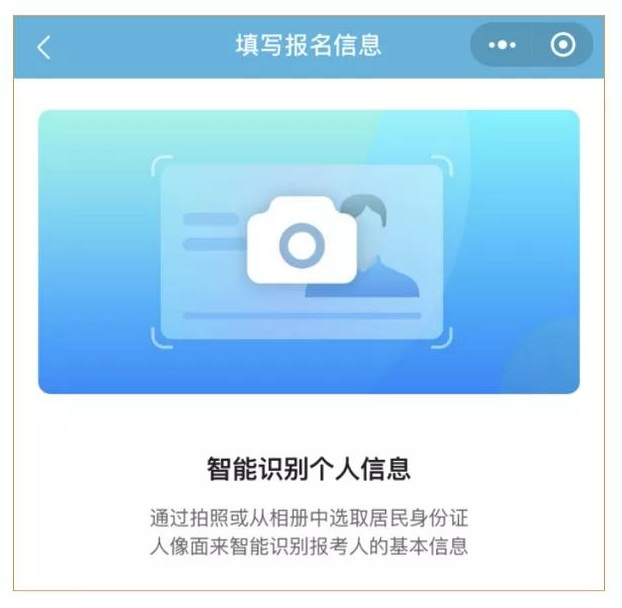 填写报名信息
智能识别个人信息
通过拍照或从相册中选取居民身份证
人像面来智能识别报考人的基本信息